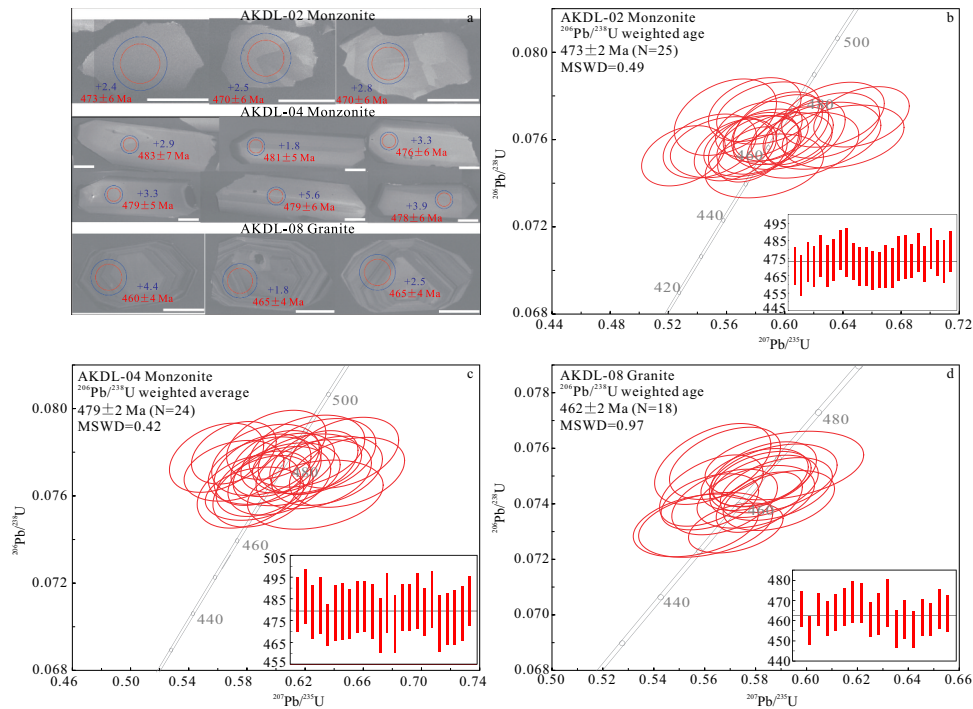 AKDL-02 Monzonite
a
+2.4
473±6 Ma
+2.5
470±6 Ma
+2.8
470±6 Ma
AKDL-04 Monzonite
+2.9
483±7 Ma
+1.8
481±5 Ma
+3.3
476±6 Ma
+3.3
479±5 Ma
+5.6
479±6 Ma
+3.9
478±6 Ma
AKDL-08 Granite
+4.4
460±4 Ma
+1.8
465±4 Ma
+2.5
465±4 Ma
AKDL-02 Monzonite
b
²⁰⁶Pb/²³⁸U weighted age
473±2 Ma (N=25)
MSWD=0.49
500
480
460
440
420
0.080
0.076
0.072
0.068
²⁰⁶Pb/²³⁸U
495
485
475
465
455
445
0.44 0.48 0.52 0.56 0.60 0.64 0.68 0.72
²⁰⁷Pb/²³⁵U
AKDL-04 Monzonite
c
²⁰⁶Pb/²³⁸U weighted average
479±2 Ma (N=24)
MSWD=0.42
500
480
460
440
0.080
0.076
0.072
0.068
²⁰⁶Pb/²³⁸U
505
495
485
475
465
455
0.46 0.50 0.54 0.58 0.62 0.66 0.70 0.74
²⁰⁷Pb/²³⁵U
AKDL-08 Granite
d
²⁰⁶Pb/²³⁸U weighted age
462±2 Ma (N=18)
MSWD=0.97
480
460
440
0.078
0.076
0.074
0.072
0.070
0.068
²⁰⁶Pb/²³⁸U
480
470
460
450
440
0.50 0.52 0.54 0.56 0.58 0.60 0.62 0.64 0.66
²⁰⁷Pb/²³⁵U